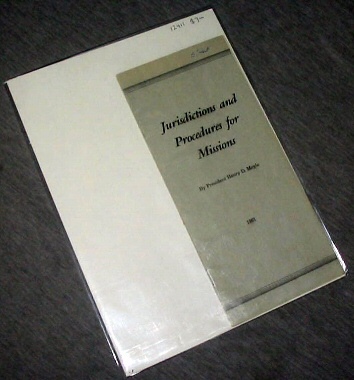 Jurisdictions and
Procedures for
Missions
By President Henry D. Moyle
1961